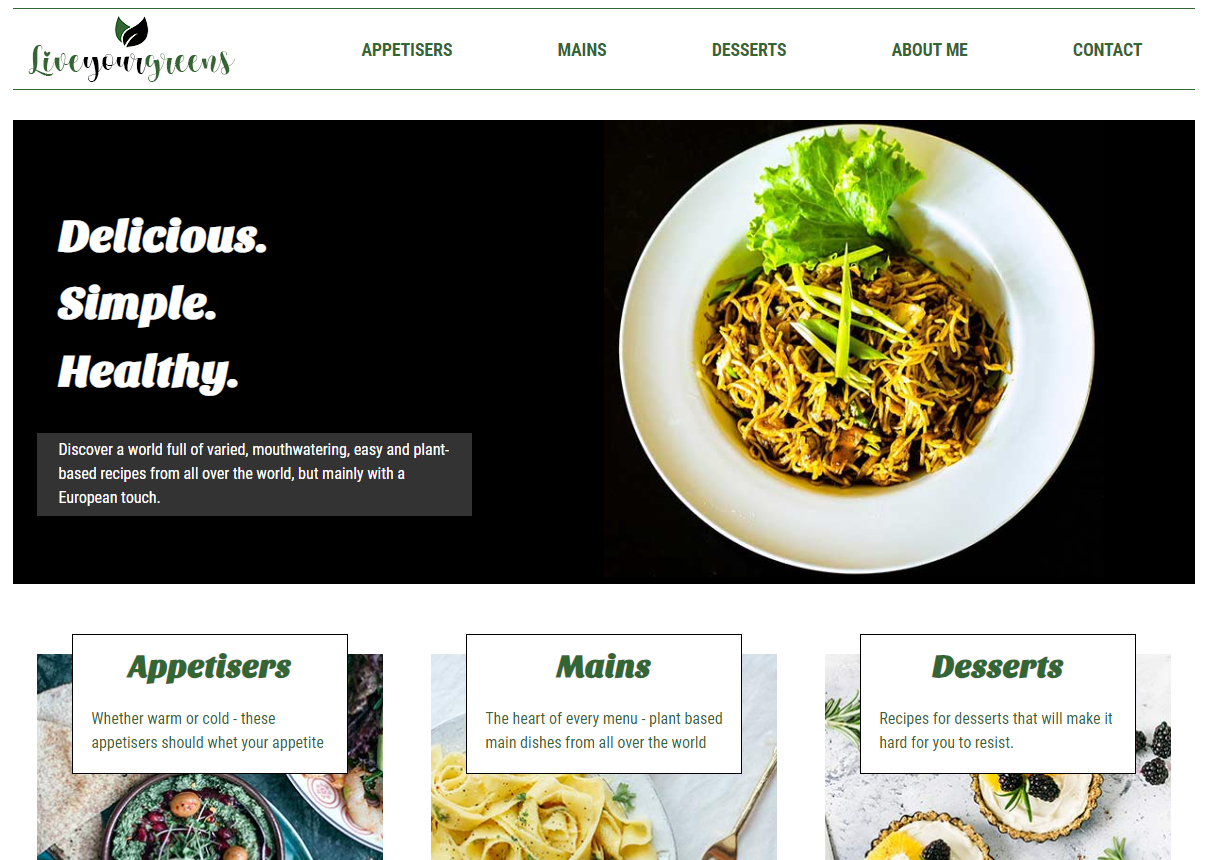 Liveyourgreens
APPETISERS MAINS DESSERTS ABOUT ME CONTACT
Delicious.
Simple.
Healthy.
Discover a world full of varied, mouthwatering, easy and plant-
based recipes from all over the world, but mainly with a
European touch.
Appetisers
Whether warm or cold - these
appetisers should whet your appetite
Mains
The heart of every menu - plant based
main dishes from all over the world
Desserts
Recipes for desserts that will make it
hard for you to resist.